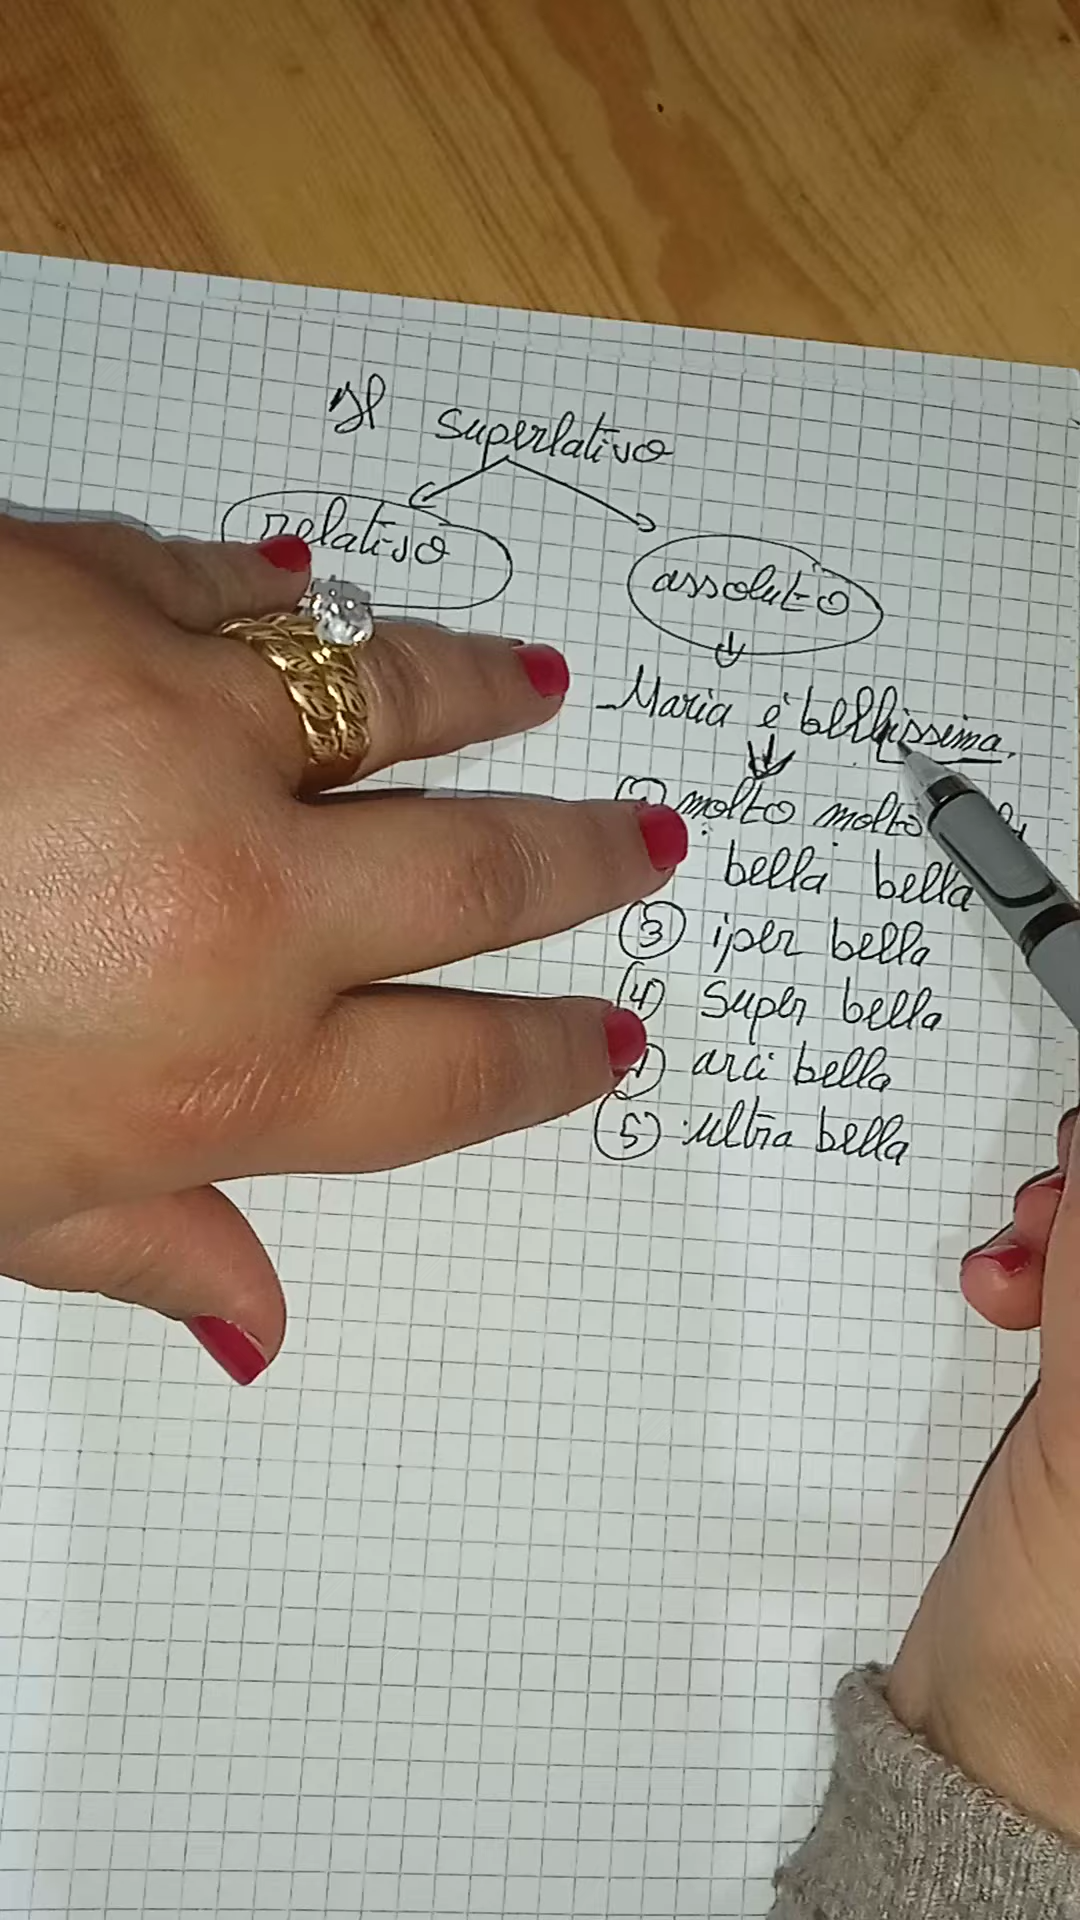 Il superlativo
relativo
assoluto
- Maria è bellissima.
molto molto
bella bella
③ iper bella
④ super bella
arci bella
⑤ ultra bella